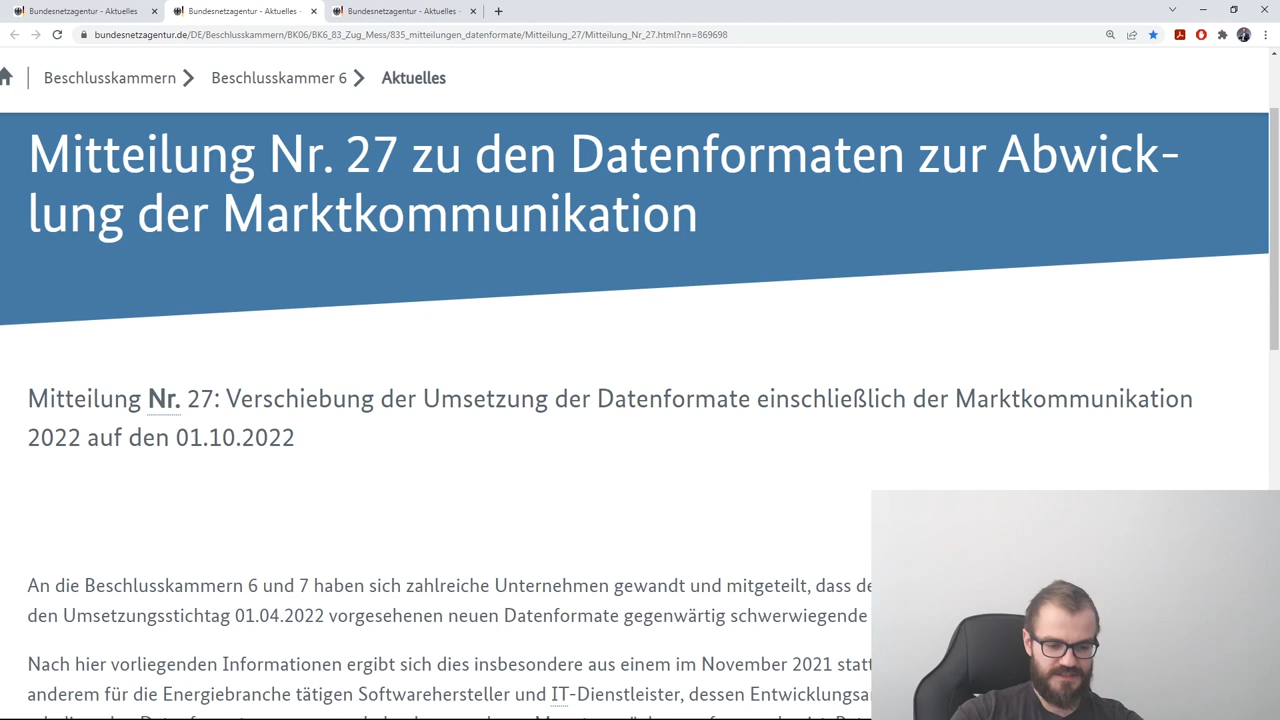 Bundesnetzagentur - Aktuelles
Bundesnetzagentur - Aktuelles -
Bundesnetzagentur - Aktuelles -
bundesnetzagentur.de/DE/Beschlusskammern/BK06/BK6_83_Zug_Mess/835_mitteilungen_datenformate/Mitteilung_27/Mitteilung_Nr_27.html?nn=869698
Beschlusskammern
Beschlusskammer 6
Aktuelles
Mitteilung Nr. 27 zu den Datenformaten zur Abwick-
lung der Marktkommunikation
Mitteilung Nr. 27: Verschiebung der Umsetzung der Datenformate einschließlich der Marktkommunikation
2022 auf den 01.10.2022
An die Beschlusskammern 6 und 7 haben sich zahlreiche Unternehmen gewandt und mitgeteilt, dass
den Umsetzungsstichtag 01.04.2022 vorgesehenen neuen Datenformate gegenwärtig schwerwiegende
Nach hier vorliegenden Informationen ergibt sich dies insbesondere aus einem im November 2021
anderem für die Energiebranche tätigen Softwarehersteller und IT-Dienstleister, dessen